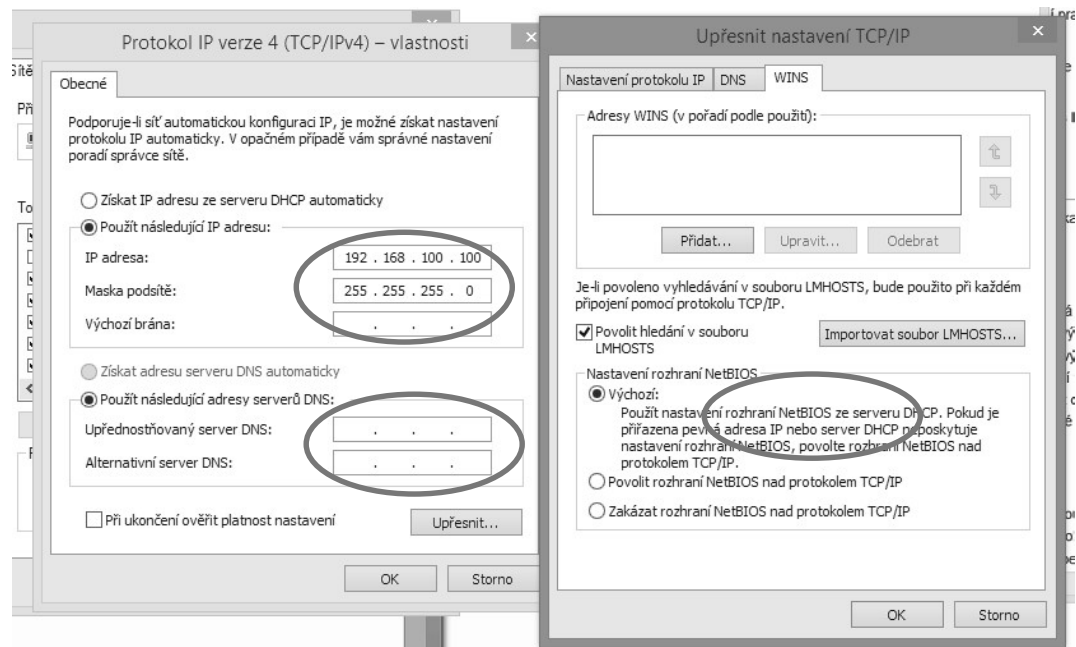 Protokol IP verze 4 (TCP/IPv4) – vlastnosti
Obecné
Podporuje-li síť automatickou konfiguraci IP, je možné získat nastavení
protokolu IP automaticky. V opačném případě vám správné nastavení
poradí správce sítě.
Získat IP adresu ze serveru DHCP automaticky
Použít následující IP adresu:
IP adresa: 192 . 168 . 100 . 100
Maska podsítě: 255 . 255 . 255 . 0
Výchozí brána: . . .
Získat adresu serveru DNS automaticky
Použít následující adresy serverů DNS:
Upřednostňovaný server DNS: . . .
Alternativní server DNS: . . .
Při ukončení ověřit platnost nastavení
Upřesnit...
OK Storno
Upřesnit nastavení TCP/IP
Nastavení protokolu IP DNS WINS
Adresy WINS (v pořadí podle použití):
Přidat... Upravit... Odebrat
Je-li povoleno vyhledávání v souboru LMHOSTS, bude použito při každém
připojení pomocí protokolu TCP/IP.
Povolit hledání v souboru
LMHOSTS
Importovat soubor LMHOSTS...
Nastavení rozhraní NetBIOS
Výchozí:
Použít nastavení rozhraní NetBIOS ze serveru DHCP. Pokud je
přiřazena pevná adresa IP nebo server DHCP neposkytuje
nastavení rozhraní NetBIOS, povolte rozhraní NetBIOS nad
protokolem TCP/IP.
Povolit rozhraní NetBIOS nad protokolem TCP/IP
Zakázat rozhraní NetBIOS nad protokolem TCP/IP
OK Storno